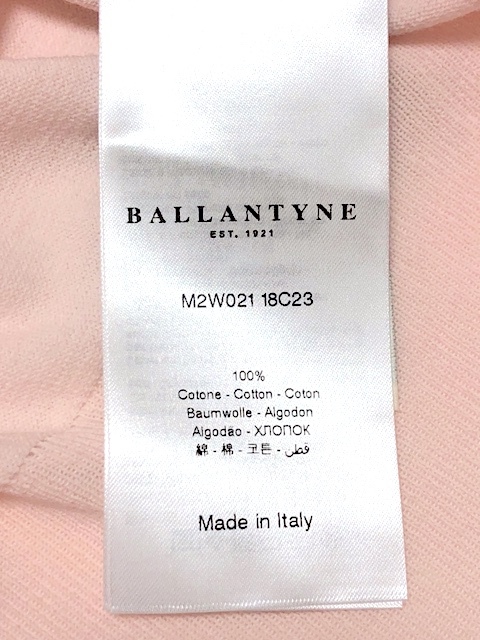 BALLANTYNE
EST. 1921
M2W021 18C23
100%
Cotone - Cotton - Coton
Baumwolle - Algodon
Algodão - ХЛОПОК
綿 - 棉 - 코튼 - قطن
Made in Italy